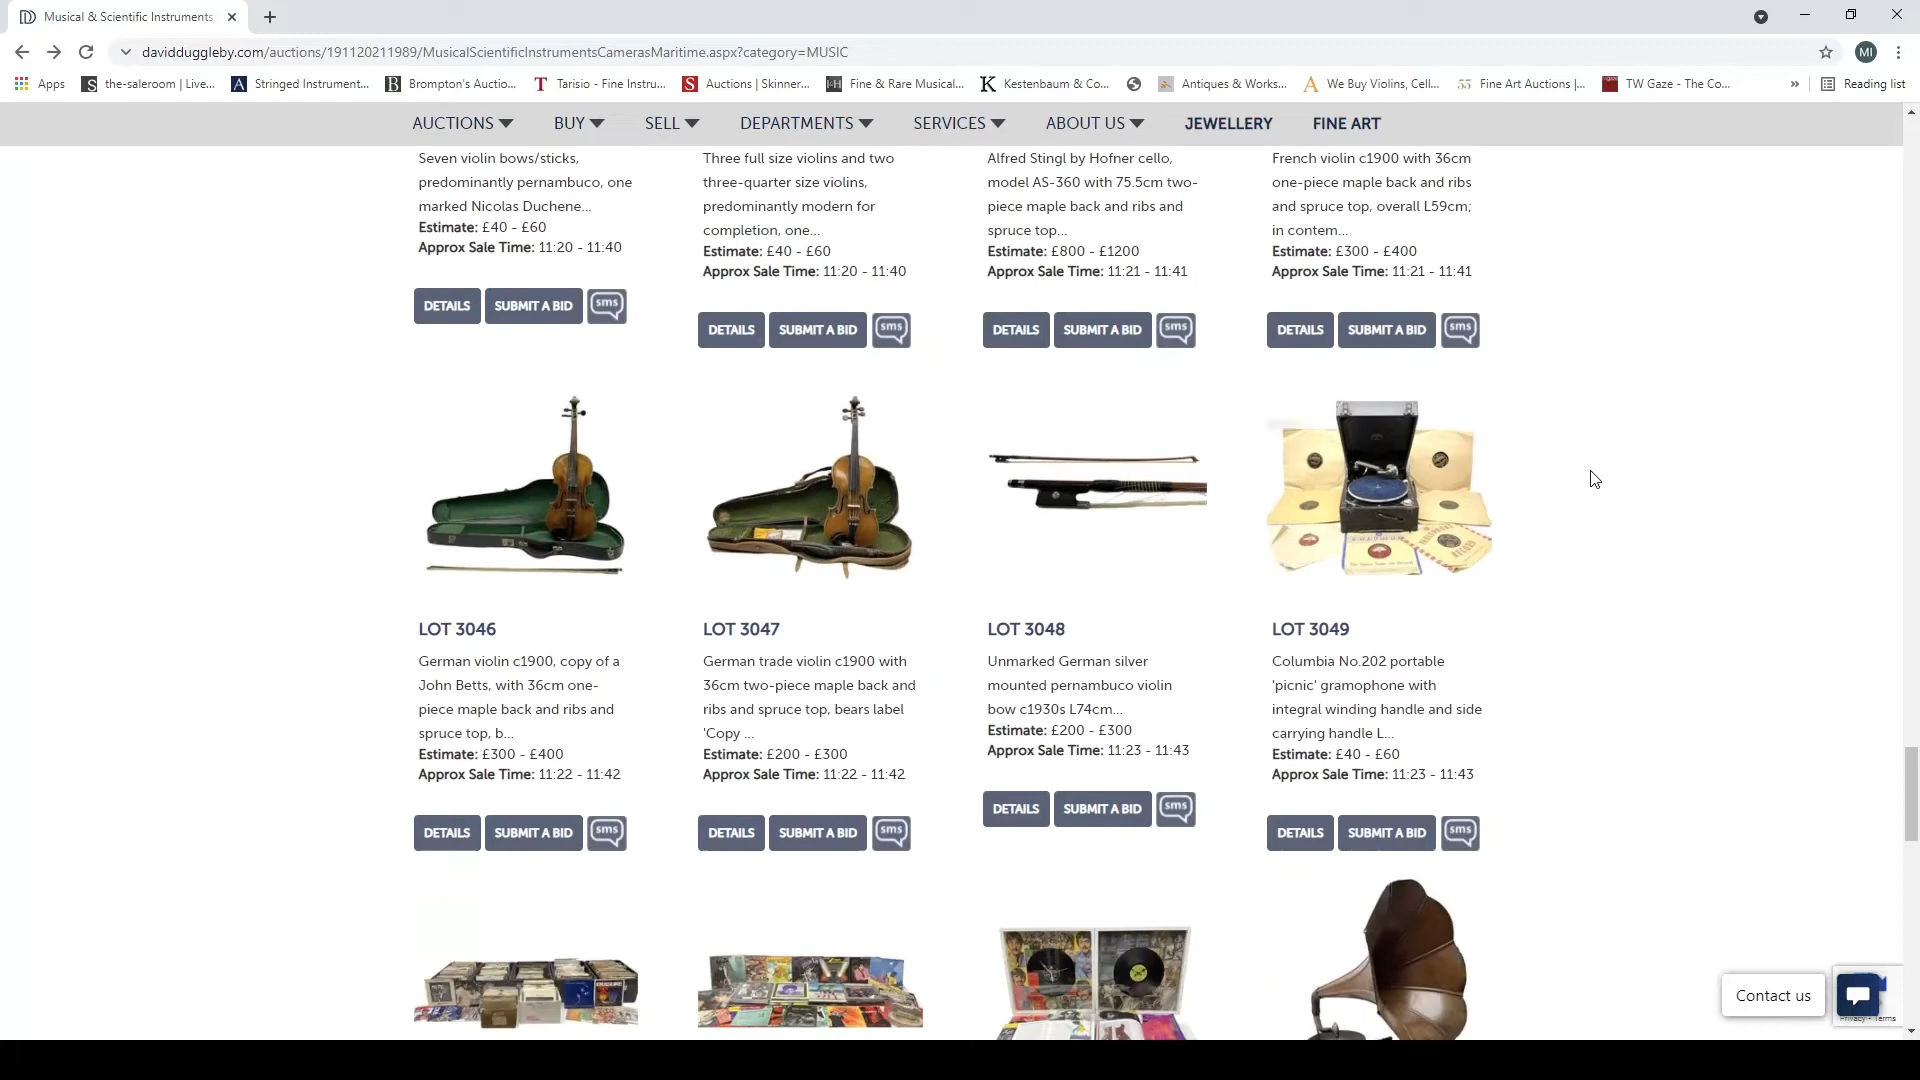 Musical & Scientific Instruments,
davidduggleby.com/auctions/191120211989/MusicalScientificInstrumentsCamerasMaritime.aspx?category=MUSIC
MI
Apps the-saleroom | Live... Stringed Instrument... Brompton's Auctio... Tarisio - Fine Instru... Auctions | Skinner... Fine & Rare Musical... Kestenbaum & Co... Antiques & Works... We Buy Violins, Cell... Fine Art Auctions |... TW Gaze - The Co... » Reading list
AUCTIONS BUY SELL DEPARTMENTS SERVICES ABOUT US JEWELLERY FINE ART
Seven violin bows/sticks,
predominantly pernambuco, one
marked Nicolas Duchene...
Estimate: £40 - £60
Approx Sale Time: 11:20 - 11:40
DETAILS SUBMIT A BID sms
Three full size violins and two
three-quarter size violins,
predominantly modern for
completion, one...
Estimate: £40 - £60
Approx Sale Time: 11:20 - 11:40
DETAILS SUBMIT A BID sms
Alfred Stingl by Hofner cello,
model AS-360 with 75.5cm two-
piece maple back and ribs and
spruce top...
Estimate: £800 - £1200
Approx Sale Time: 11:21 - 11:41
DETAILS SUBMIT A BID sms
French violin c1900 with 36cm
one-piece maple back and ribs
and spruce top, overall L59cm;
in contem...
Estimate: £300 - £400
Approx Sale Time: 11:21 - 11:41
DETAILS SUBMIT A BID sms
LOT 3046
German violin c1900, copy of a
John Betts, with 36cm one-
piece maple back and ribs and
spruce top, b...
Estimate: £300 - £400
Approx Sale Time: 11:22 - 11:42
DETAILS SUBMIT A BID sms
LOT 3047
German trade violin c1900 with
36cm two-piece maple back and
ribs and spruce top, bears label
'Copy ...
Estimate: £200 - £300
Approx Sale Time: 11:22 - 11:42
DETAILS SUBMIT A BID sms
LOT 3048
Unmarked German silver
mounted pernambuco violin
bow c1930s L74cm...
Estimate: £200 - £300
Approx Sale Time: 11:23 - 11:43
DETAILS SUBMIT A BID sms
LOT 3049
Columbia No.202 portable
'picnic' gramophone with
integral winding handle and side
carrying handle L...
Estimate: £40 - £60
Approx Sale Time: 11:23 - 11:43
DETAILS SUBMIT A BID sms
Contact us
Privacy - Terms